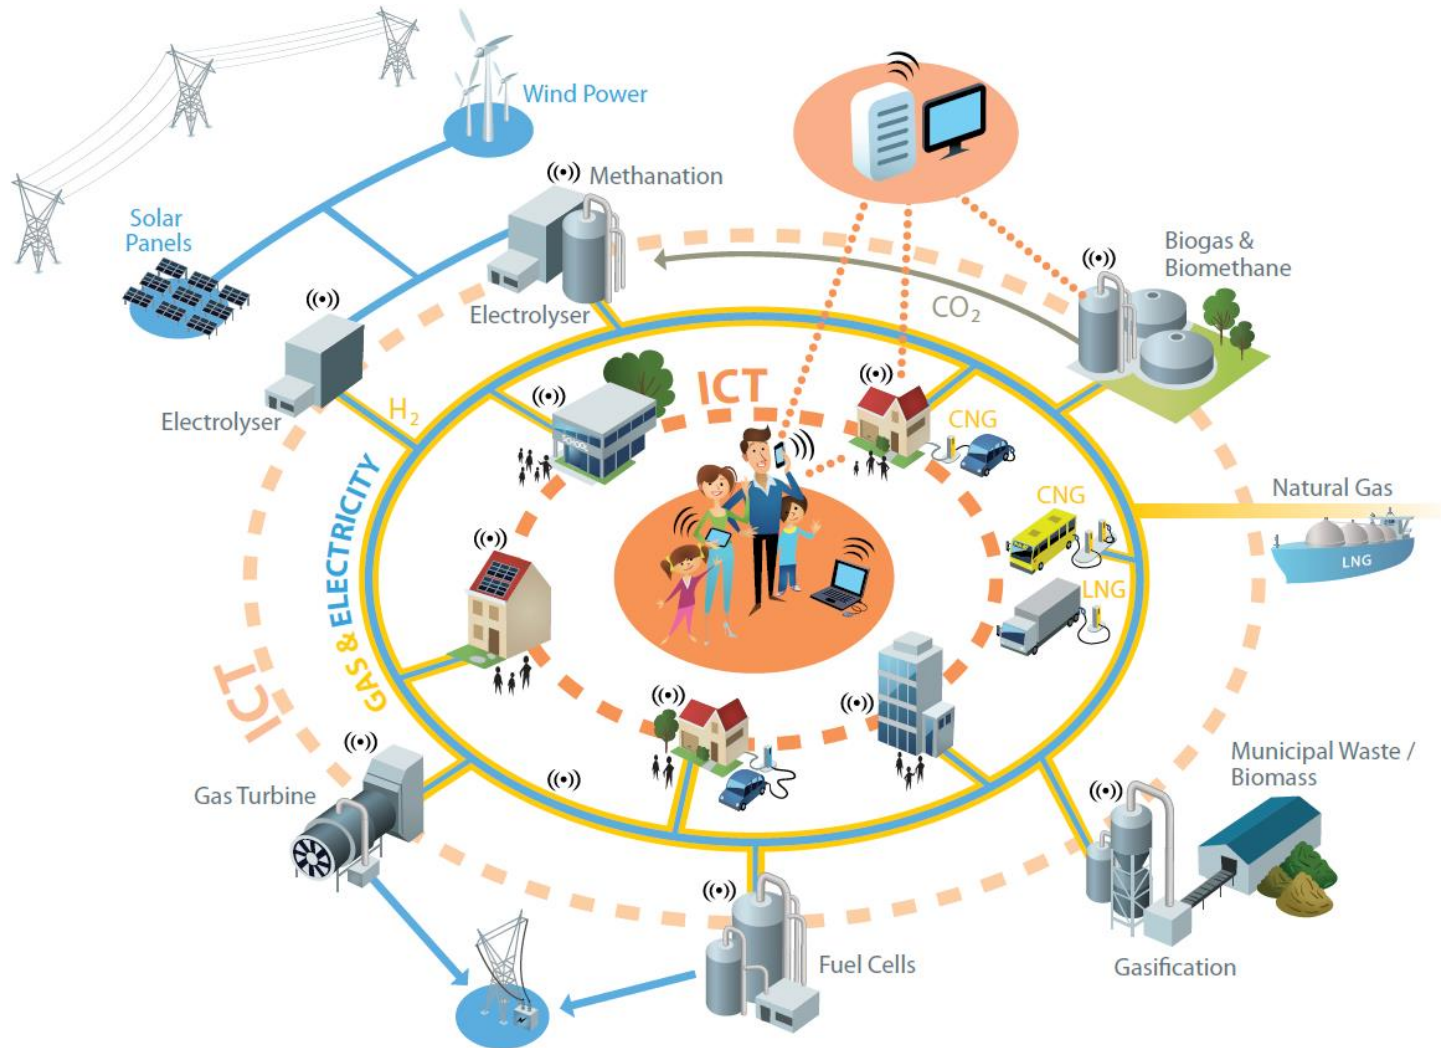 Wind Power
Methanation
Solar
Panels
Biogas &
Biomethane
CO2
Electrolyser
ICT
H2
Electrolyser
CNG
SCHOOL
GAS & ELECTRICITY
CNG
Natural Gas
LNG
LNG
ICT
Municipal Waste /
Biomass
Gas Turbine
Fuel Cells
Gasification